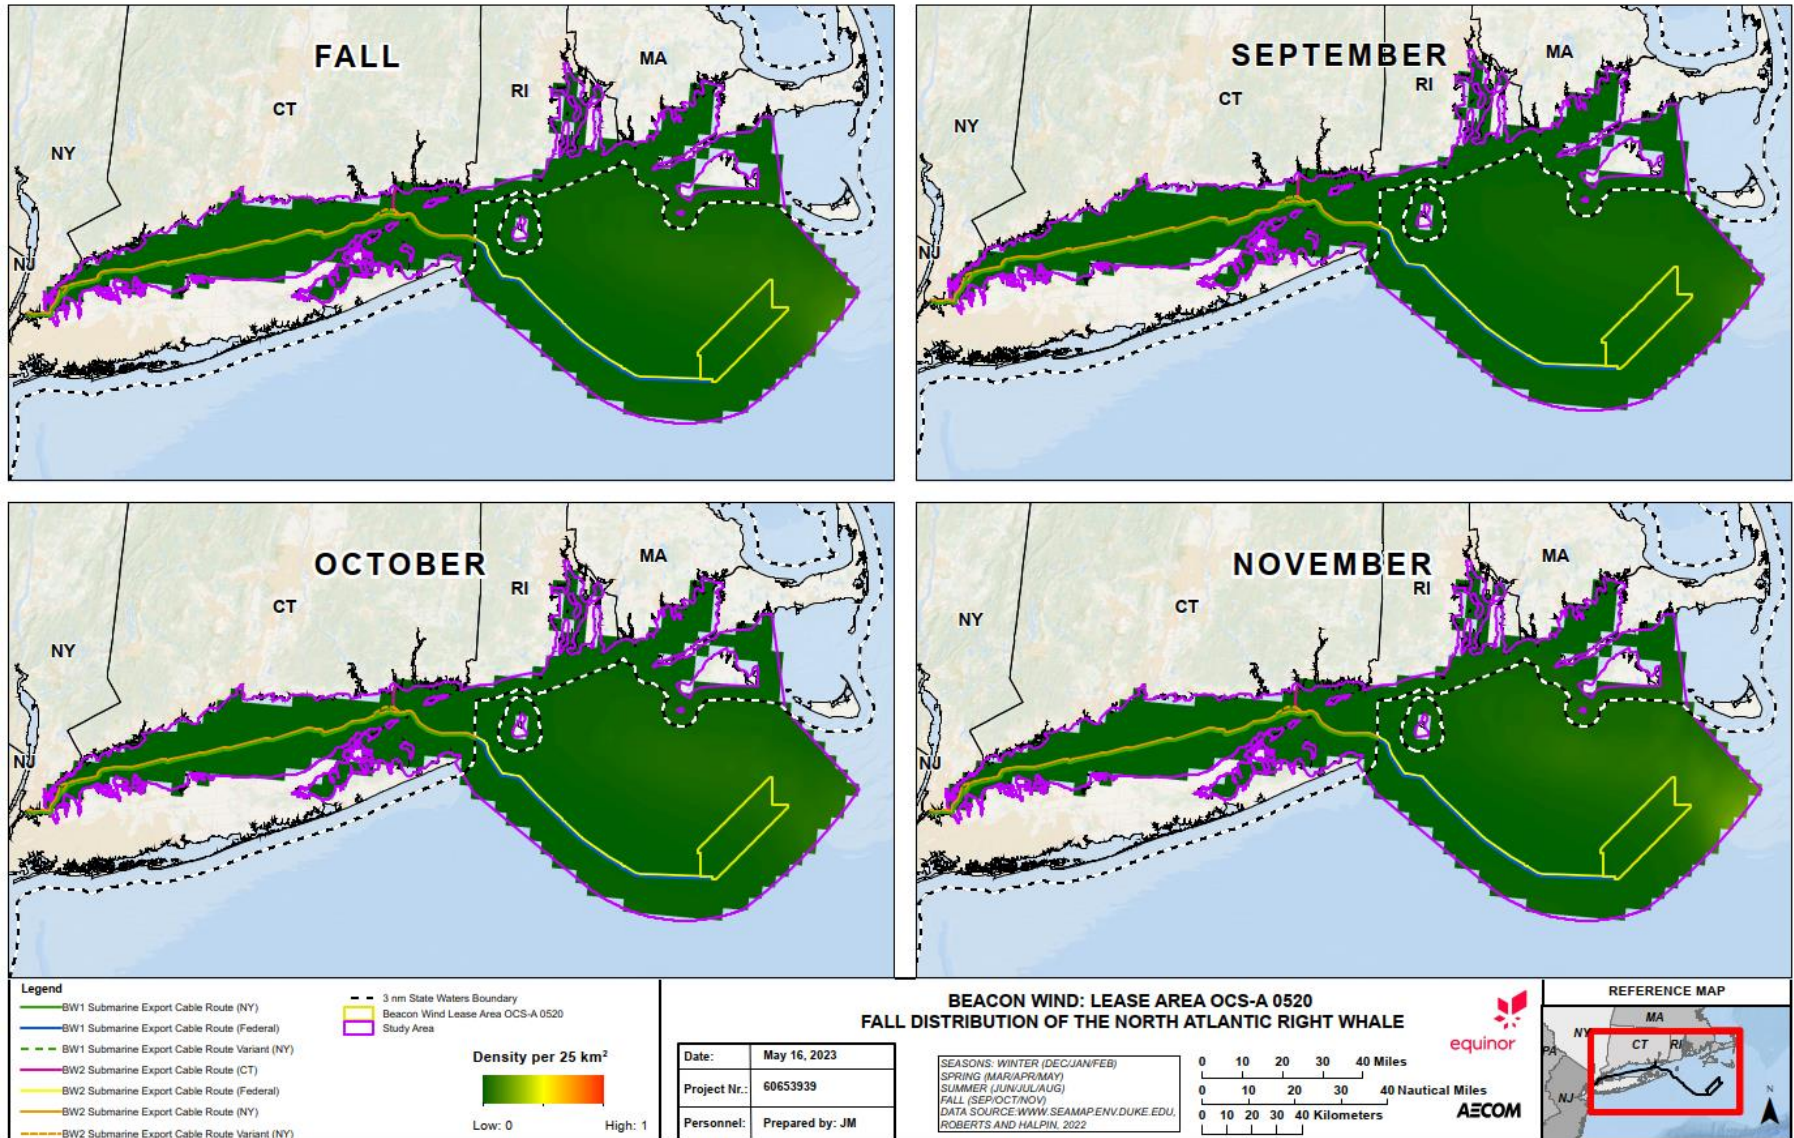 FALL
MA
RI
CT
NY
NJ
SEPTEMBER
MA
RI
CT
NY
NJ
OCTOBER
MA
RI
CT
NY
NJ
NOVEMBER
MA
RI
CT
NY
NJ
Legend
BW1 Submarine Export Cable Route (NY)
BW1 Submarine Export Cable Route (Federal)
BW1 Submarine Export Cable Route Variant (NY)
BW2 Submarine Export Cable Route (CT)
BW2 Submarine Export Cable Route (Federal)
BW2 Submarine Export Cable Route (NY)
BW2 Submarine Export Cable Route Variant (NY)
3 nm State Waters Boundary
Beacon Wind Lease Area OCS-A 0520
Study Area
Density per 25 km²
Low: 0 High: 1
BEACON WIND: LEASE AREA OCS-A 0520
FALL DISTRIBUTION OF THE NORTH ATLANTIC RIGHT WHALE
equinor
Date: May 16, 2023
Project Nr.: 60653939
Personnel: Prepared by: JM
SEASONS: WINTER (DEC/JAN/FEB)
SPRING (MAR/APR/MAY)
SUMMER (JUN/JUL/AUG)
FALL (SEP/OCT/NOV)
DATA SOURCE:WWW.SEAMAP.ENV.DUKE.EDU,
ROBERTS AND HALPIN, 2022
0 10 20 30 40 Miles
0 10 20 40 Nautical Miles
0 10 20 30 40 Kilometers
AECOM
REFERENCE MAP
MA
NY
CT RI
PA
NJ
N